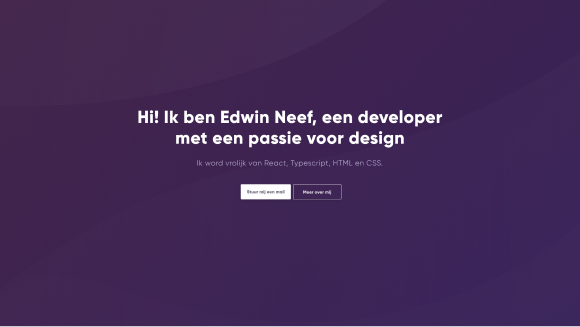 Hi! Ik ben Edwin Neef, een developer
met een passie voor design
Ik word vrolijk van React, Typescript, HTML en CSS.
Stuur mij een mail
Meer over mij